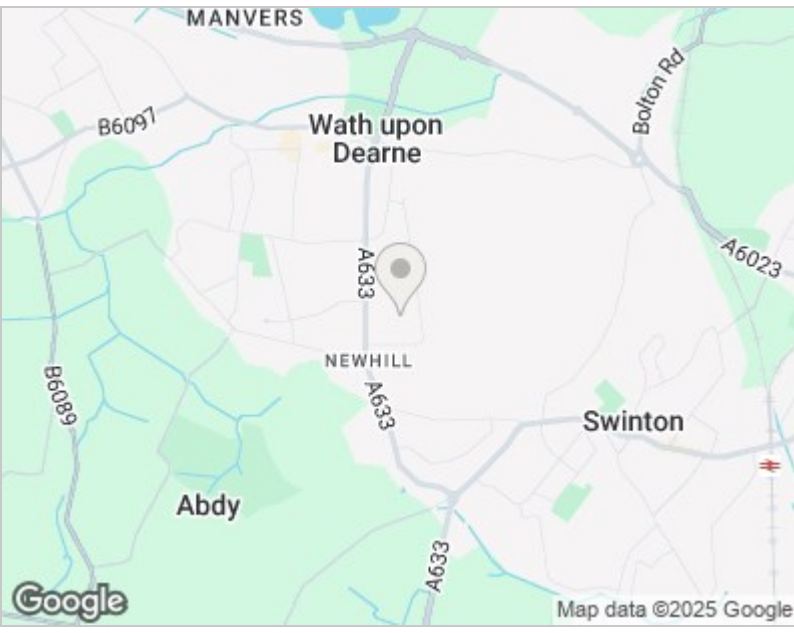 MANVERS
Bolton Rd
B6097
Wath upon
Dearne
A6023
A633
NEWHILL
A633
B6089
Swinton
Abdy
A633
Google
Map data ©2025 Google